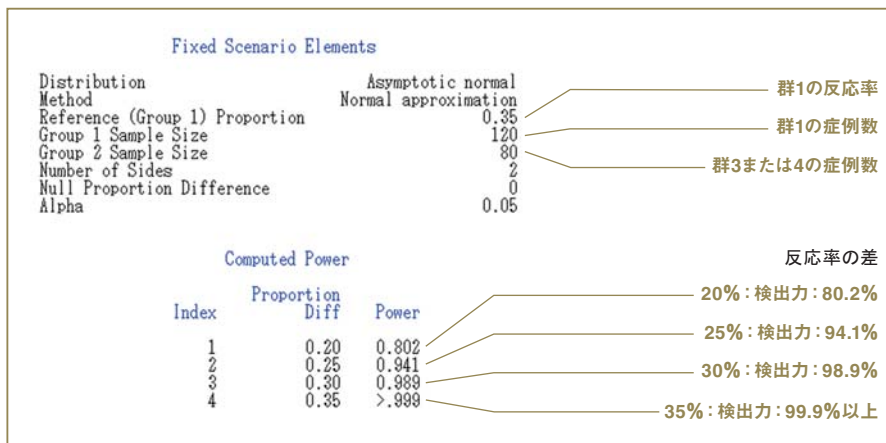 Fixed Scenario Elements
Distribution Asymptotic normal
Method Normal approximation
Reference (Group 1) Proportion 0.35
Group 1 Sample Size 120
Group 2 Sample Size 80
Number of Sides 2
Null Proportion Difference 0
Alpha 0.05
群1の反応率
群1の症例数
群3または4の症例数
Computed Power
Proportion
Index Diff Power
1 0.20 0.802
2 0.25 0.941
3 0.30 0.989
4 0.35 >.999
反応率の差
20%:検出力:80.2%
25%:検出力:94.1%
30%:検出力:98.9%
35%:検出力:99.9%以上